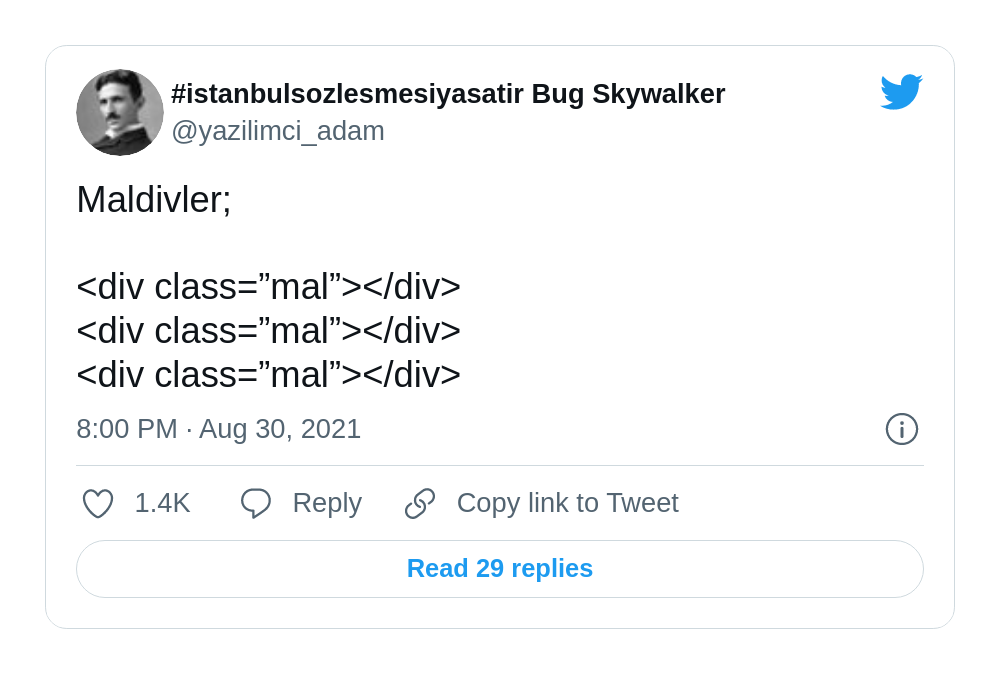 #istanbulsozlesmesiyasatir Bug Skywalker
@yazilimci_adam
Maldivler;
<div class=”mal”></div>
<div class=”mal”></div>
<div class=”mal”></div>
8:00 PM · Aug 30, 2021
1.4K Reply Copy link to Tweet
Read 29 replies